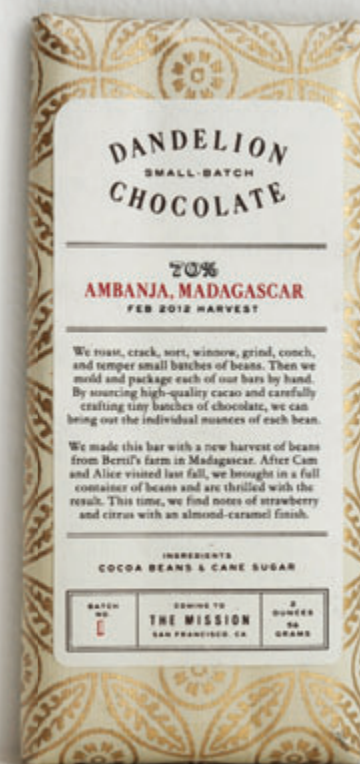 DANDELION
SMALL-BATCH
CHOCOLATE
70%
AMBANJA, MADAGASCAR
FEB 2012 HARVEST
We roast, crack, sort, winnow, grind, conch,
and temper small batches of beans. Then we
mold and package each of our bars by hand.
By sourcing high-quality cacao and carefully
crafting tiny batches of chocolate, we can
bring out the individual nuances of each bean.
We made this bar with a new harvest of beans
from Bertil's farm in Madagascar. After Cam
and Alice visited last fall, we brought in a full
container of beans and are thrilled with the
result. This time, we find notes of strawberry
and citrus with an almond-caramel finish.
INGREDIENTS
COCOA BEANS & CANE SUGAR
BATCH
NO.
COMING TO
THE MISSION
SAN FRANCISCO, CA
2
OUNCES
56
GRAMS